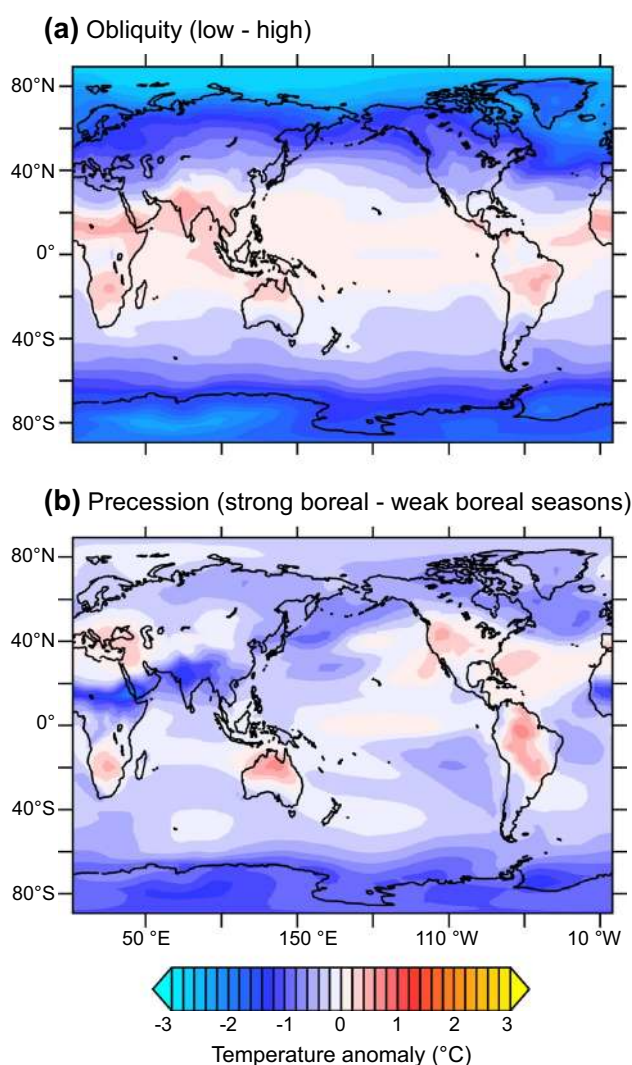 (a) Obliquity (low - high)
80°N
40°N
0°
40°S
80°S
(b) Precession (strong boreal - weak boreal seasons)
80°N
40°N
0°
40°S
80°S
50 °E 150 °E 110 °W 10 °W
-3 -2 -1 0 1 2 3
Temperature anomaly (°C)